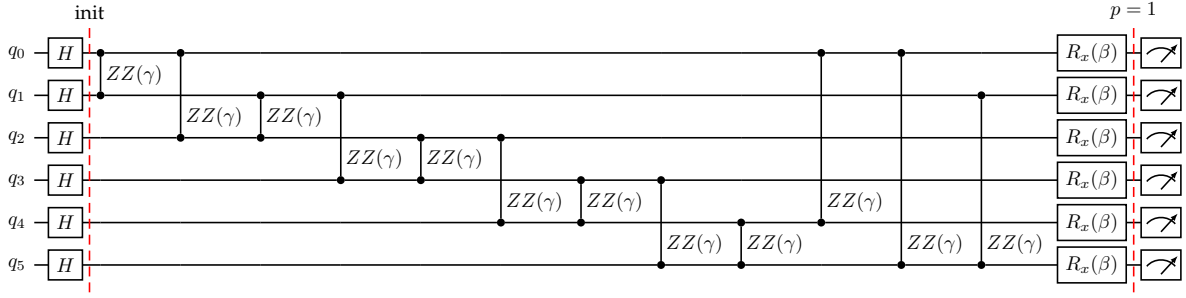 init
p = 1
q₀ H ZZ(γ) Rₓ(β)
q₁ H ZZ(γ) ZZ(γ) Rₓ(β)
q₂ H ZZ(γ) ZZ(γ) Rₓ(β)
q₃ H ZZ(γ) ZZ(γ) ZZ(γ) Rₓ(β)
q₄ H ZZ(γ) ZZ(γ) ZZ(γ) ZZ(γ) Rₓ(β)
q₅ H Rₓ(β)